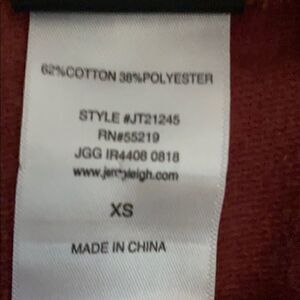 62%COTTON 38%POLYESTER
STYLE #JT21245
RN#55219
JGG IR4408 0818
XS
MADE IN CHINA